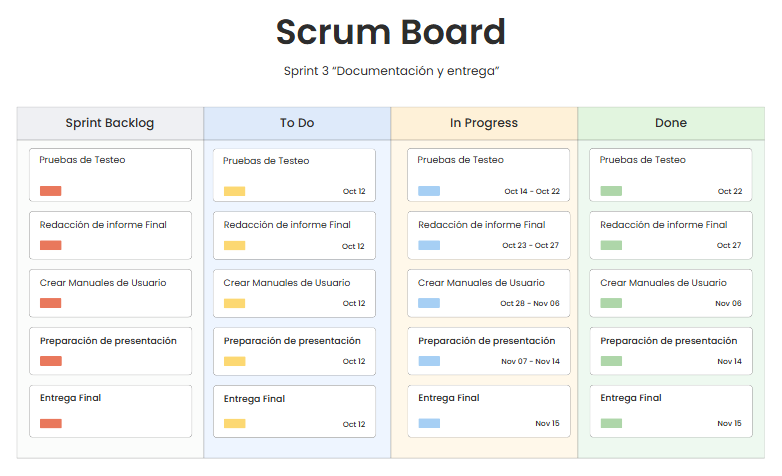 Scrum Board
Sprint 3 “Documentación y entrega”
Sprint Backlog
Pruebas de Testeo
Redacción de informe Final
Crear Manuales de Usuario
Preparación de presentación
Entrega Final
To Do
Pruebas de Testeo
Oct 12
Redacción de informe Final
Oct 12
Crear Manuales de Usuario
Oct 12
Preparación de presentación
Oct 12
Entrega Final
Oct 12
In Progress
Pruebas de Testeo
Oct 14 - Oct 22
Redacción de informe Final
Oct 23 - Oct 27
Crear Manuales de Usuario
Oct 28 - Nov 06
Preparación de presentación
Nov 07 - Nov 14
Entrega Final
Nov 15
Done
Pruebas de Testeo
Oct 22
Redacción de informe Final
Oct 27
Crear Manuales de Usuario
Nov 06
Preparación de presentación
Nov 14
Entrega Final
Nov 15